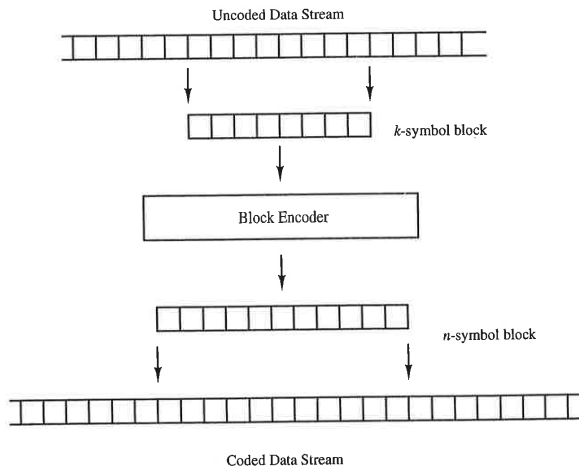 Uncoded Data Stream
k-symbol block
Block Encoder
n-symbol block
Coded Data Stream